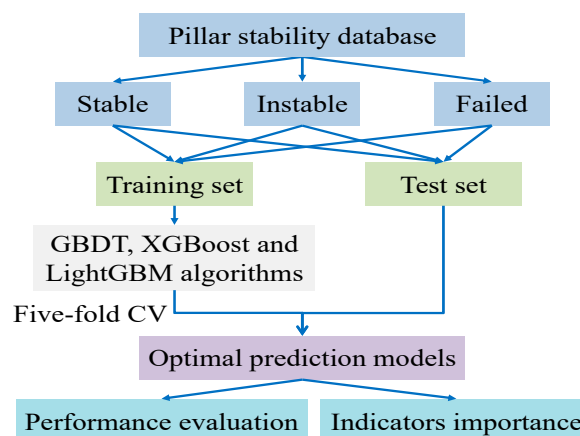 Pillar stability database
Stable
Instable
Failed
Training set
Test set
GBDT, XGBoost and
LightGBM algorithms
Five-fold CV
Optimal prediction models
Performance evaluation
Indicators importance